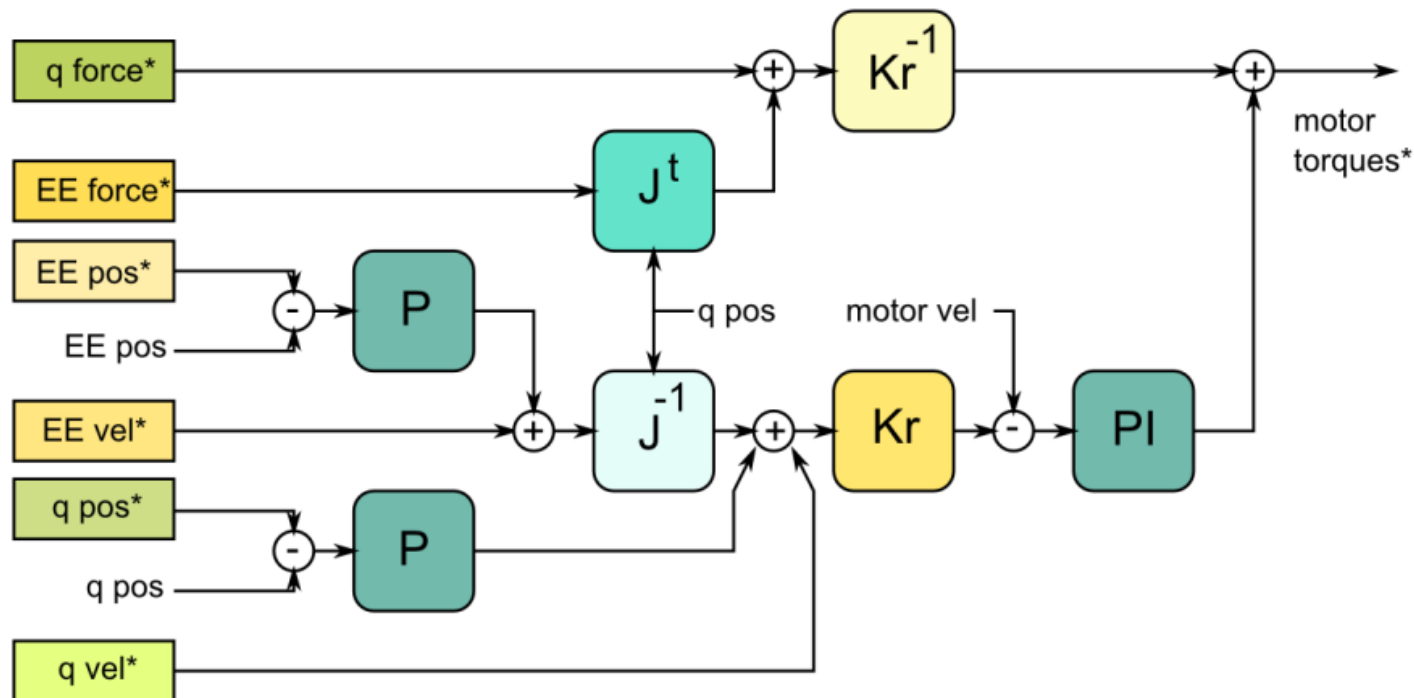 q force*
+
Kr-1
+
motor
torques*
EE force*
Jt
EE pos*
-
P
q pos
motor vel
EE pos
EE vel*
+
J-1
+
Kr
-
PI
q pos*
-
P
q pos
q vel*